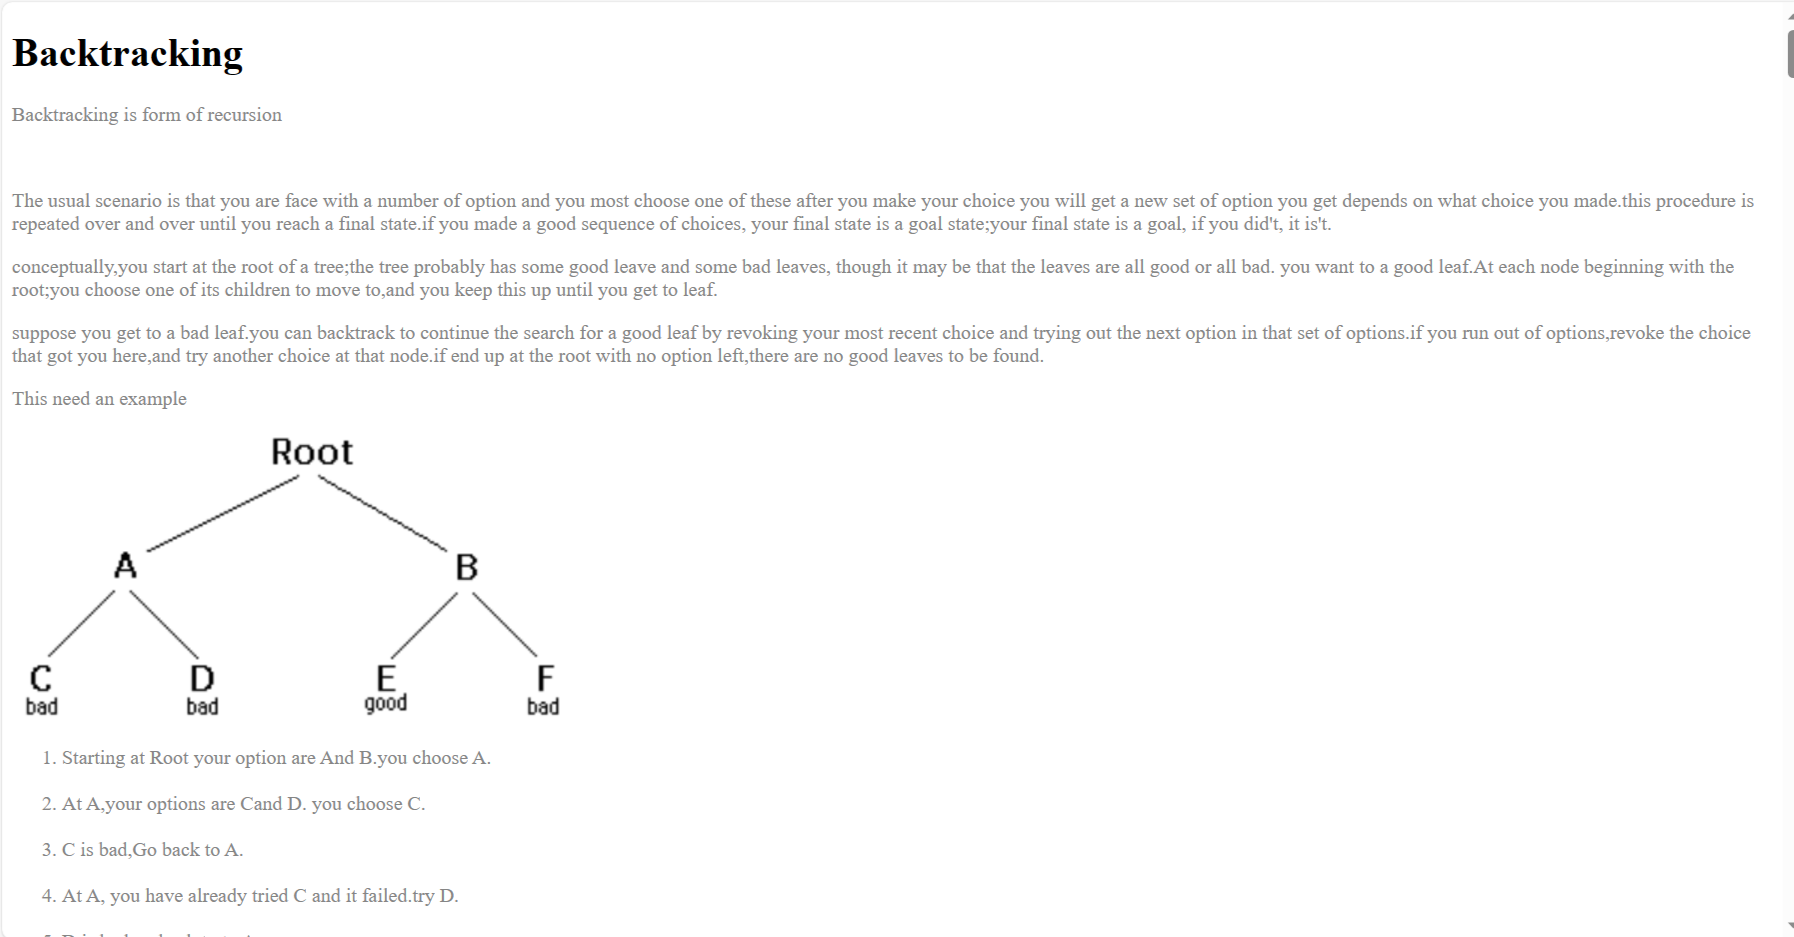 Backtracking
Backtracking is form of recursion
The usual scenario is that you are face with a number of option and you most choose one of these after you make your choice you will get a new set of option you get depends on what choice you made.this procedure is
repeated over and over until you reach a final state.if you made a good sequence of choices, your final state is a goal state;your final state is a goal, if you did't, it is't.
conceptually,you start at the root of a tree;the tree probably has some good leave and some bad leaves, though it may be that the leaves are all good or all bad. you want to a good leaf.At each node beginning with the
root;you choose one of its children to move to,and you keep this up until you get to leaf.
suppose you get to a bad leaf.you can backtrack to continue the search for a good leaf by revoking your most recent choice and trying out the next option in that set of options.if you run out of options,revoke the choice
that got you here,and try another choice at that node.if end up at the root with no option left,there are no good leaves to be found.
This need an example
Root
A B
C D E F
bad bad good bad
1. Starting at Root your option are And B.you choose A.
2. At A,your options are Cand D. you choose C.
3. C is bad,Go back to A.
4. At A, you have already tried C and it failed.try D.